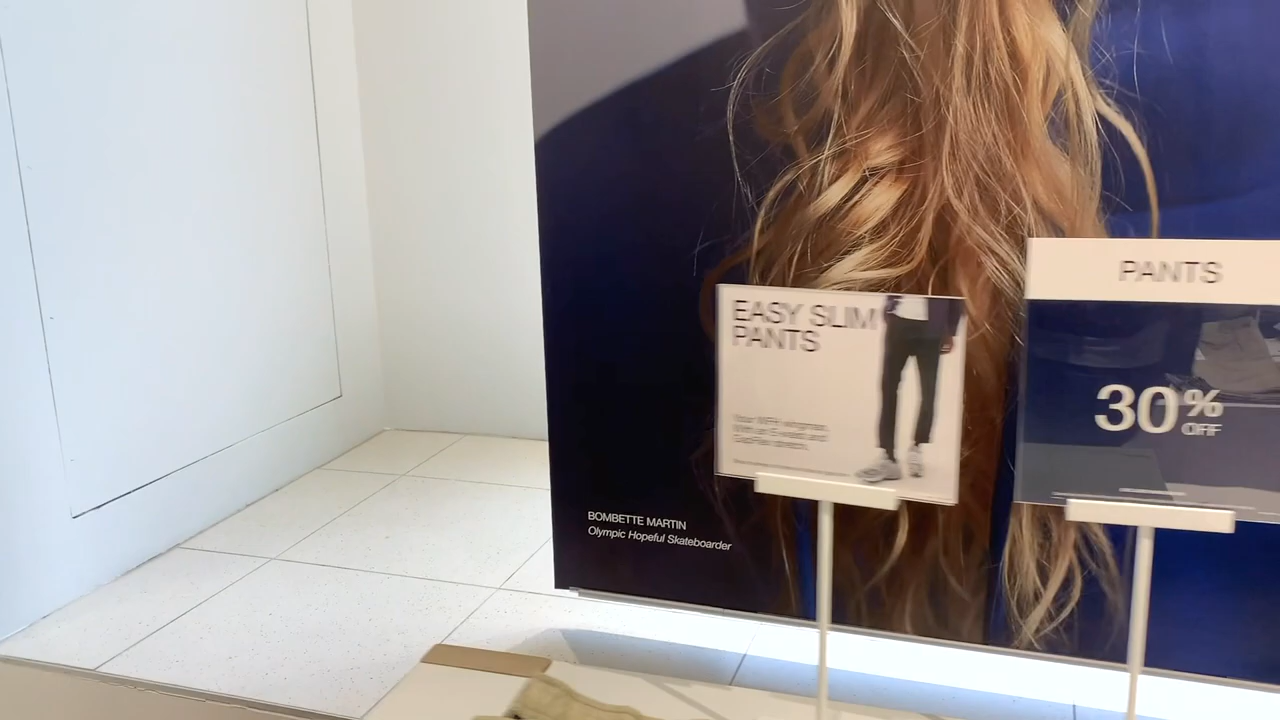 EASY SLIM
PANTS
PANTS
30% OFF
BOMBETTE MARTIN
Olympic Hopeful Skateboarder